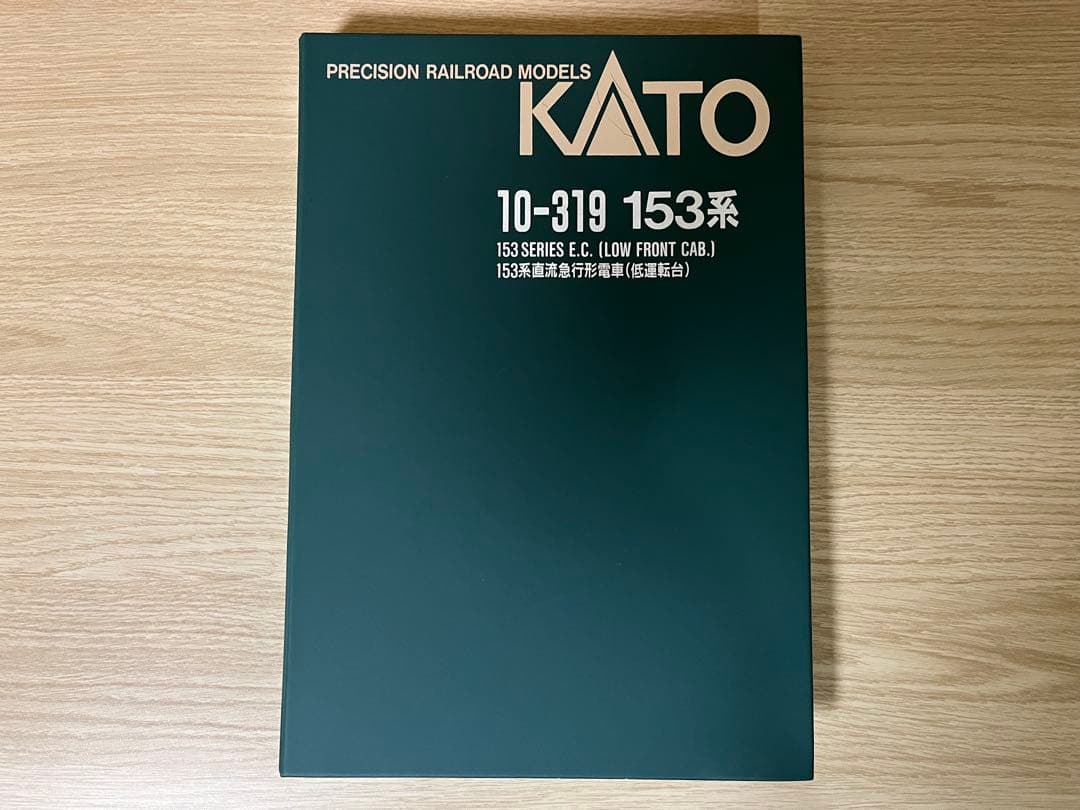 PRECISION RAILROAD MODELS
KATO
10-319 153系
153 SERIES E.C. (LOW FRONT CAB.)
153系直流急行形電車(低運転台)